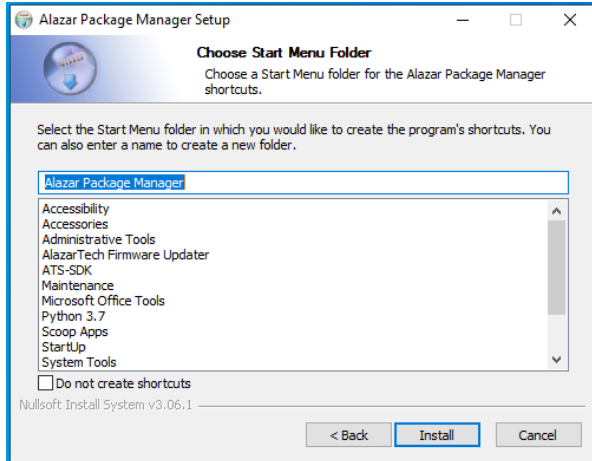 Alazar Package Manager Setup
Choose Start Menu Folder
Choose a Start Menu folder for the Alazar Package Manager
shortcuts.
Select the Start Menu folder in which you would like to create the program's shortcuts. You
can also enter a name to create a new folder.
Alazar Package Manager
Accessibility
Accessories
Administrative Tools
AlazarTech Firmware Updater
ATS-SDK
Maintenance
Microsoft Office Tools
Python 3.7
Scoop Apps
StartUp
System Tools
Do not create shortcuts
Nullsoft Install System v3.06.1
< Back
Install
Cancel